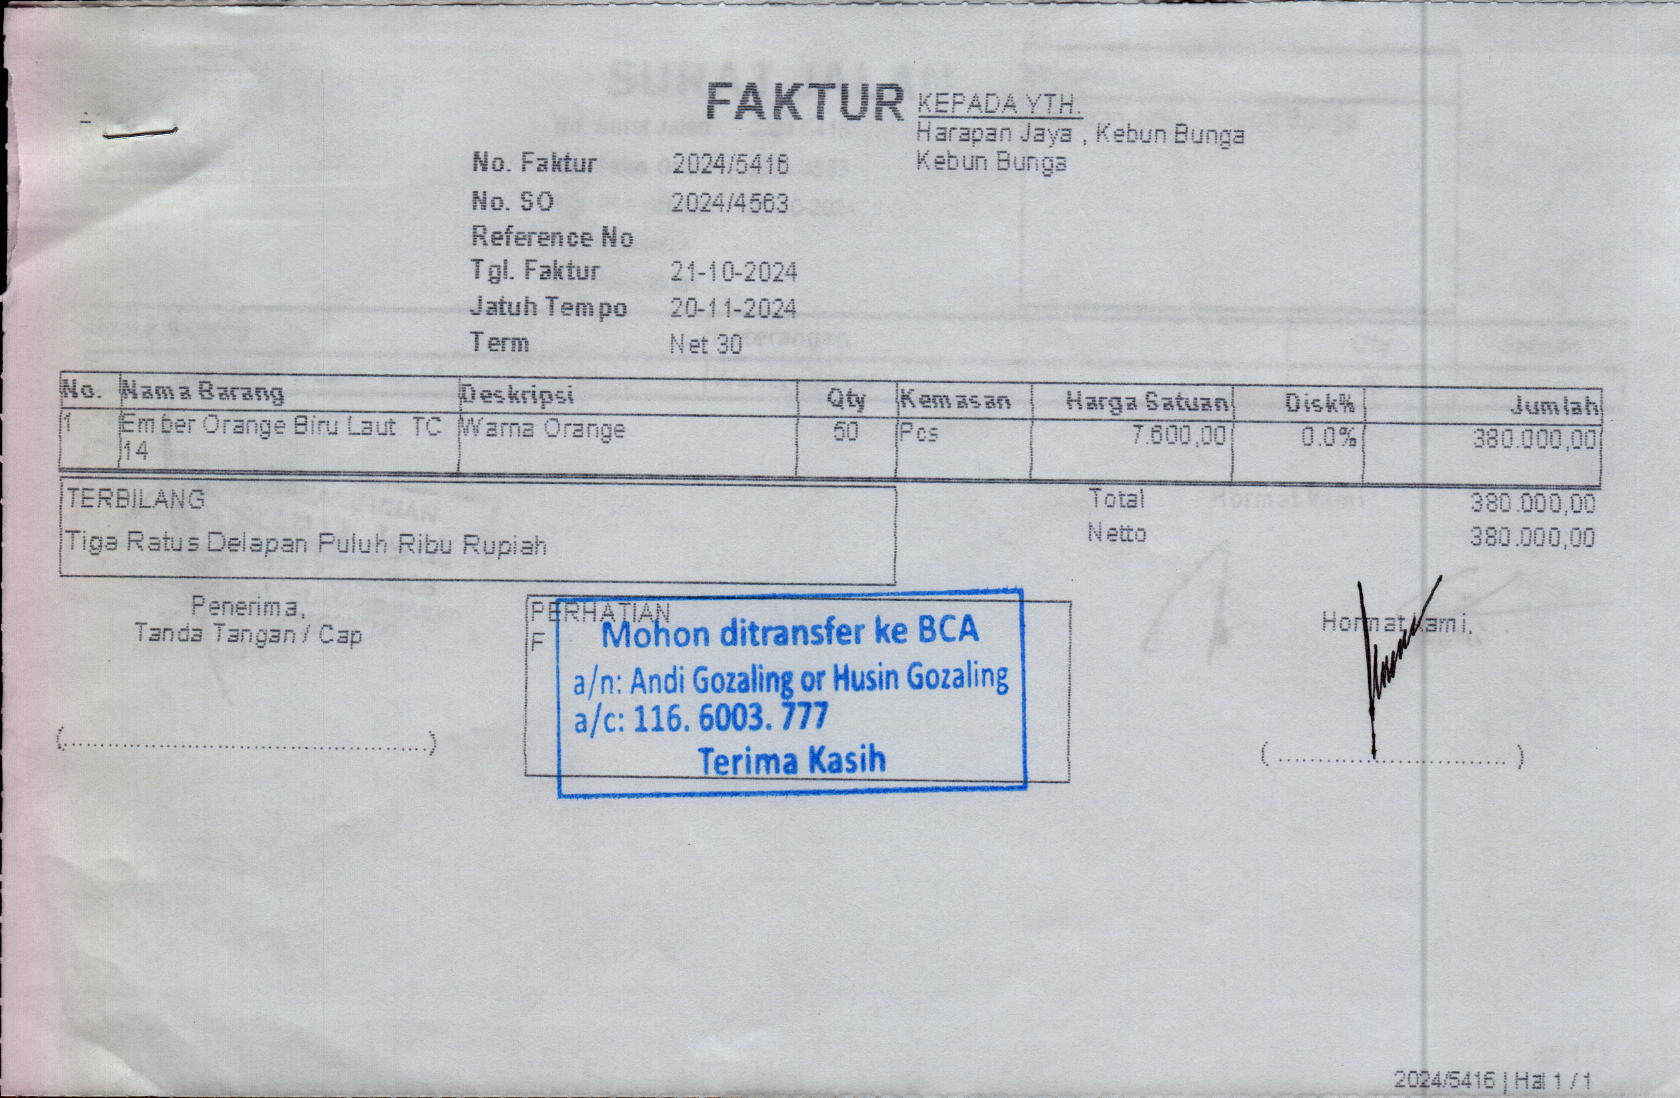 FAKTUR
KEPADA YTH.
Harapan Jaya , Kebun Bunga
Kebun Bunga
No. Faktur 2024/5416
No. SO 2024/4563
Reference No
Tgl. Faktur 21-10-2024
Jatuh Tempo 20-11-2024
Term Net 30
No. Nama Barang Deskripsi Qty Kemasan Harga Satuan Disk% Jumlah
1 Ember Orange Biru Laut TC Warna Orange 50 Pcs 7.600,00 0.0% 380.000,00
14
TERBILANG Total 380.000,00
Tiga Ratus Delapan Puluh Ribu Rupiah Netto 380.000,00
Penerima,
Tanda Tangan / Cap
PERHATIAN
F
Mohon ditransfer ke BCA
a/n: Andi Gozaling or Husin Gozaling
a/c: 116. 6003. 777
Terima Kasih
Hormat kami,
(..............................................)
( ............................. )
2024/5416 | Hal 1 / 1